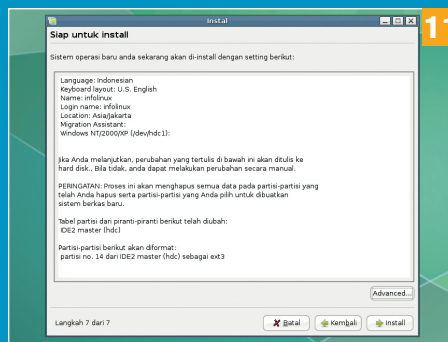 Instal
11
Siap untuk install
Sistem operasi baru anda sekarang akan di-install dengan setting berikut:
Language: Indonesian
Keyboard layout: U.S. English
Name: infolinux
Login name: infolinux
Location: Asia/Jakarta
Migration Assistant:
Windows NT/2000/XP (/dev/hdc1):
Jika Anda melanjutkan, perubahan yang tertulis di bawah ini akan ditulis ke
hard disk., Bila tidak, anda dapat melakukan perubahan secara manual.
PERINGATAN: Proses ini akan menghapus semua data pada partisi-partisi yang
telah Anda hapus serta partisi-partisi yang Anda pilih untuk dibuatkan
sistem berkas baru.
Tabel partisi dari piranti-piranti berikut telah diubah:
IDE2 master (hdc)
Partisi-partisi berikut akan diformat:
partisi no. 14 dari IDE2 master (hdc) sebagai ext3
Advanced...
Langkah 7 dari 7
Batal
Kembali
Install